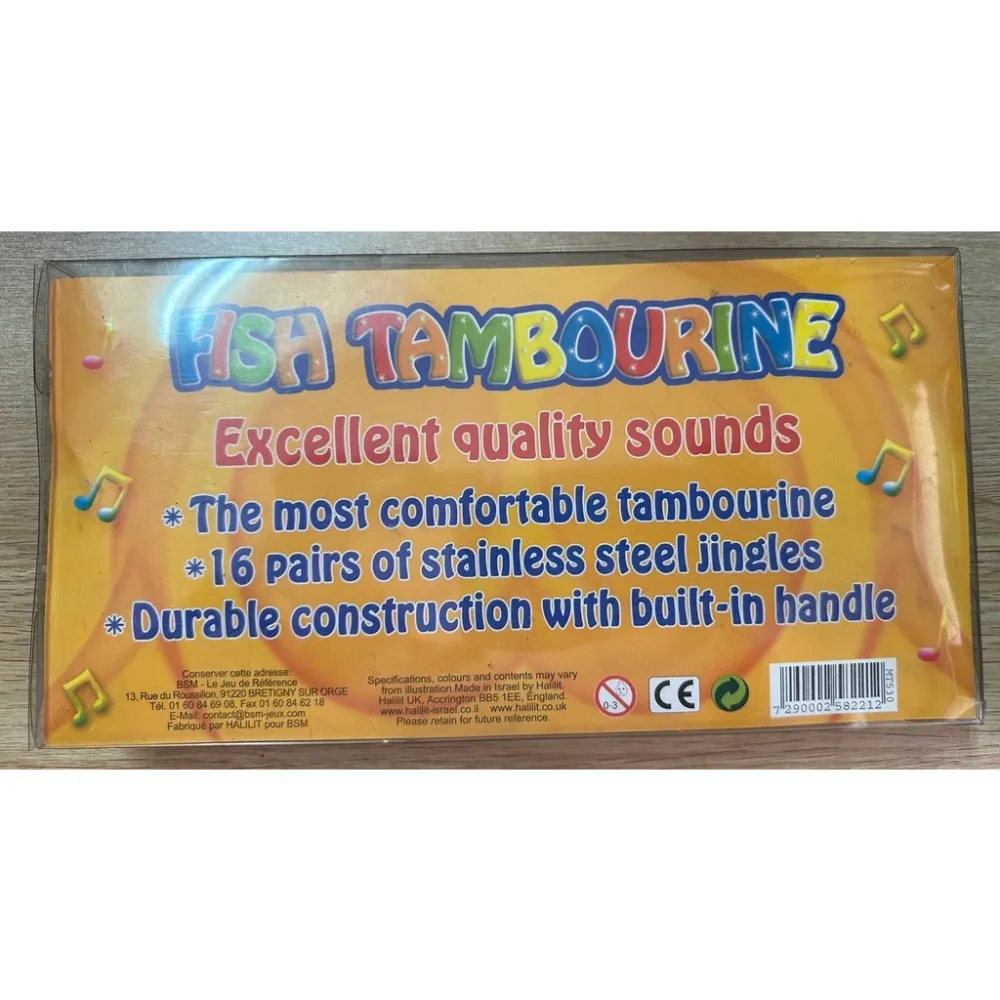 FISH TAMBOURINE
Excellent quality sounds
* The most comfortable tambourine
*16 pairs of stainless steel jingles
* Durable construction with built-in handle
Conserver cette adresse:
BSM - Le Jeu de Référence
13, Rue du Roussillon, 91220 BRETIGNY SUR ORGE
Tél. 01 60 84 69 08, Fax 01 60 84 62 18
E-Mail: contact@bsm-jeux.com
Fabriqué par HALILIT pour BSM
Specifications, colours and contents may vary
from illustration.Made in Israel by Halilit.
Halilit UK, Accrington BB5 1EE, England.
www.halilit-israel.co.il www.halilit.co.uk
Please retain for future reference.
0-3
CE
MT530
7 290002 582212